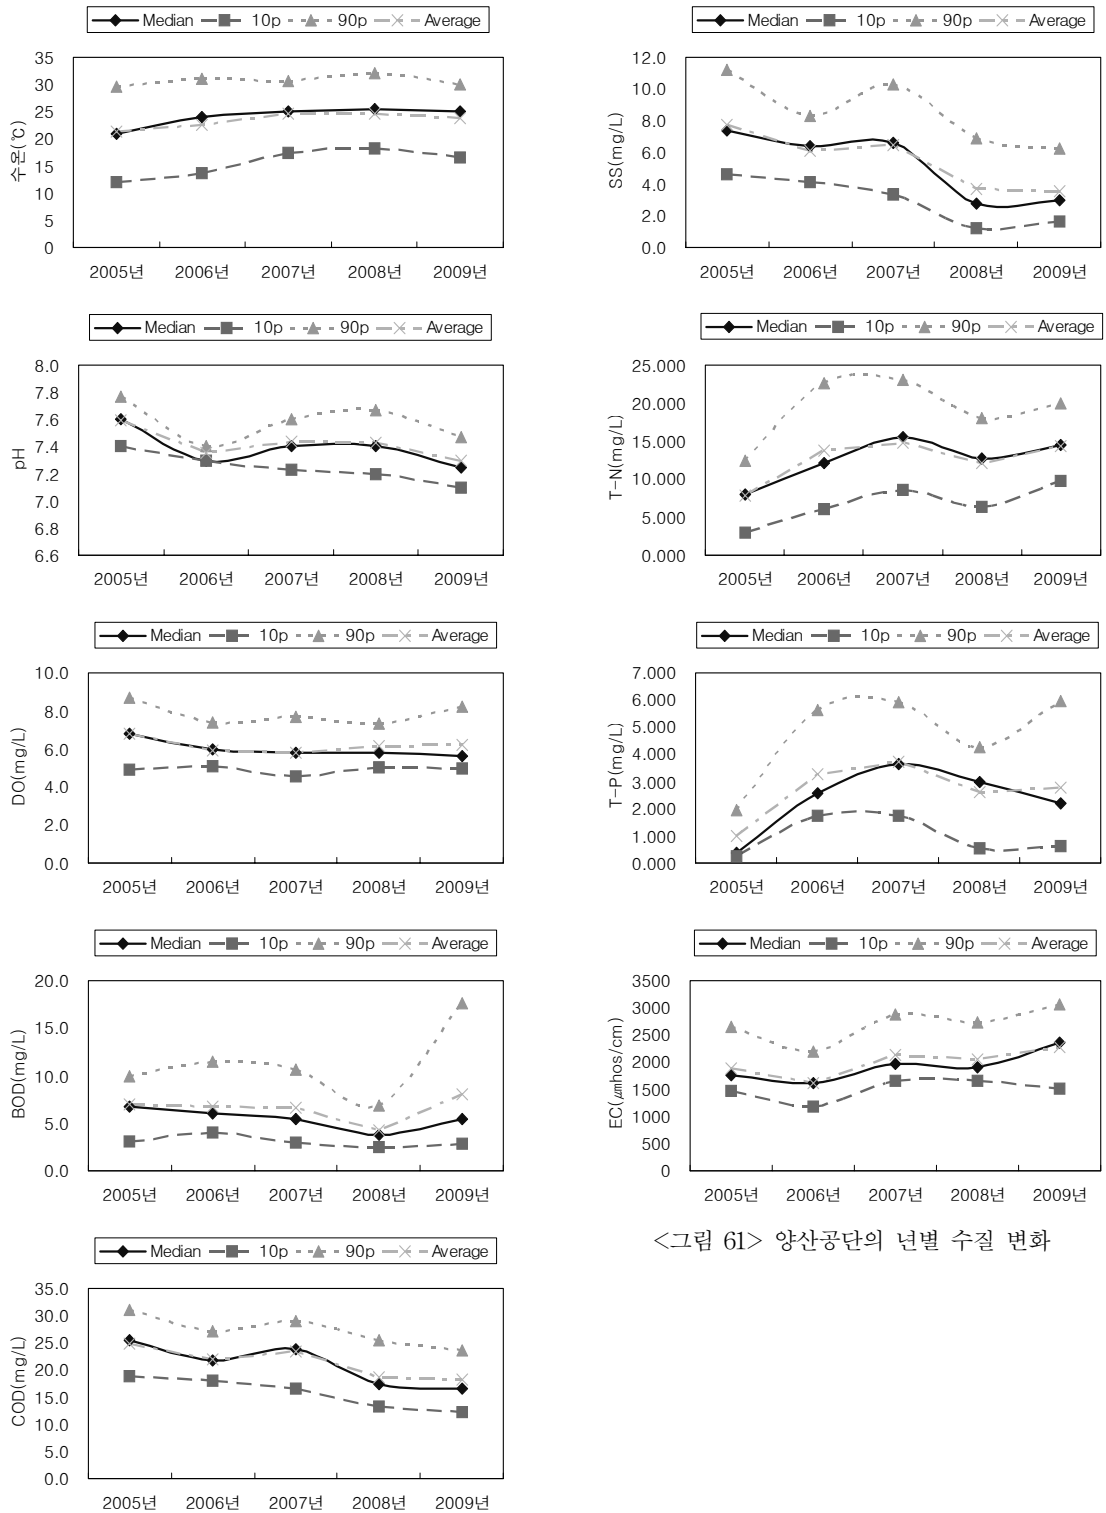 Median 10p 90p Average
수온(℃)
35
30
25
20
15
10
5
0
2005년 2006년 2007년 2008년 2009년
Median 10p 90p Average
pH
8.0
7.8
7.6
7.4
7.2
7.0
6.8
6.6
2005년 2006년 2007년 2008년 2009년
Median 10p 90p Average
DO(mg/L)
10.0
8.0
6.0
4.0
2.0
0.0
2005년 2006년 2007년 2008년 2009년
Median 10p 90p Average
BOD(mg/L)
20.0
15.0
10.0
5.0
0.0
2005년 2006년 2007년 2008년 2009년
Median 10p 90p Average
COD(mg/L)
35.0
30.0
25.0
20.0
15.0
10.0
5.0
0.0
2005년 2006년 2007년 2008년 2009년
Median 10p 90p Average
SS(mg/L)
12.0
10.0
8.0
6.0
4.0
2.0
0.0
2005년 2006년 2007년 2008년 2009년
Median 10p 90p Average
T-N(mg/L)
25.000
20.000
15.000
10.000
5.000
0.000
2005년 2006년 2007년 2008년 2009년
Median 10p 90p Average
T-P(mg/L)
7.000
6.000
5.000
4.000
3.000
2.000
1.000
0.000
2005년 2006년 2007년 2008년 2009년
Median 10p 90p Average
EC(㎛hos/cm)
3500
3000
2500
2000
1500
1000
500
0
2005년 2006년 2007년 2008년 2009년
<그림 61> 양산공단의 년별 수질 변화